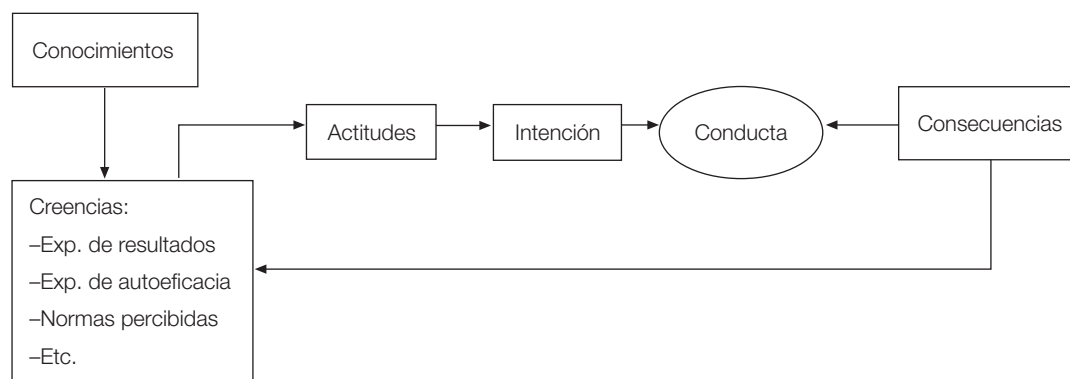 Conocimientos
Actitudes
Intención
Conducta
Consecuencias
Creencias:
–Exp. de resultados
–Exp. de autoeficacia
–Normas percibidas
–Etc.